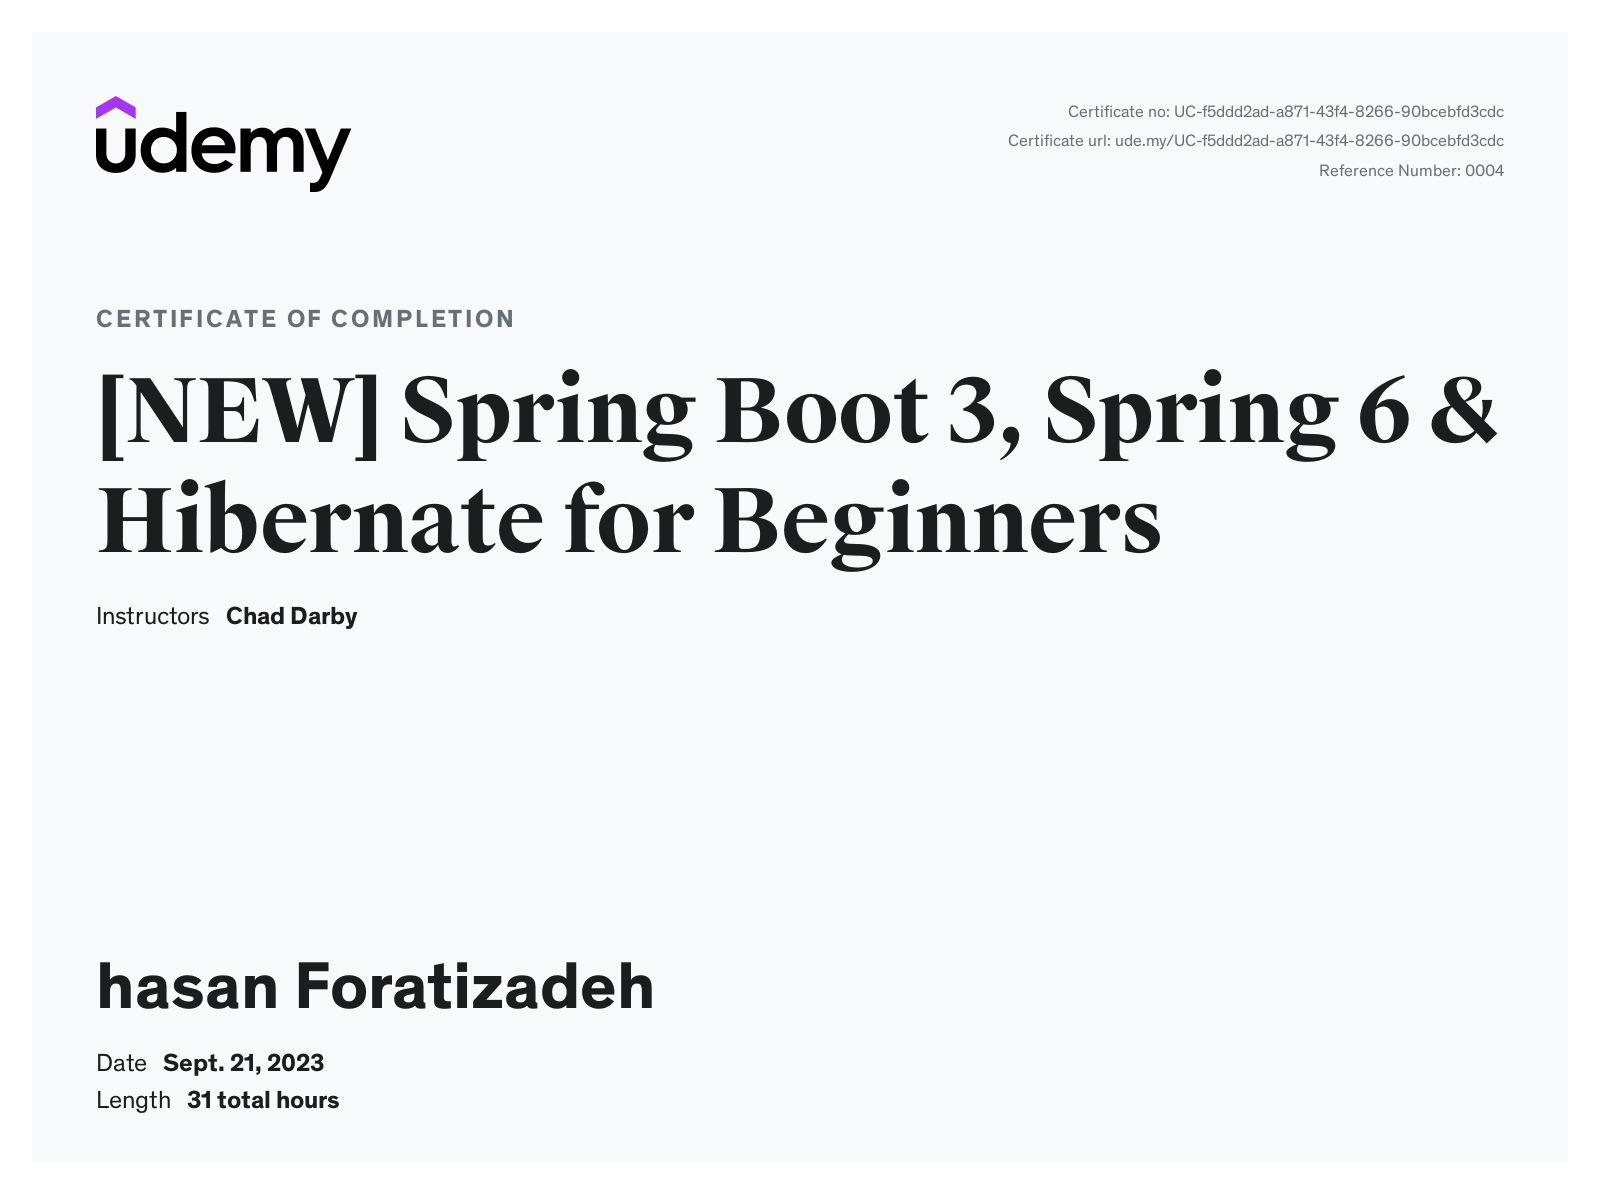 udemy
Certificate no: UC-f5ddd2ad-a871-43f4-8266-90bcebfd3cdc
Certificate url: ude.my/UC-f5ddd2ad-a871-43f4-8266-90bcebfd3cdc
Reference Number: 0004
CERTIFICATE OF COMPLETION
[NEW] Spring Boot 3, Spring 6 &
Hibernate for Beginners
Instructors Chad Darby
hasan Foratizadeh
Date Sept. 21, 2023
Length 31 total hours